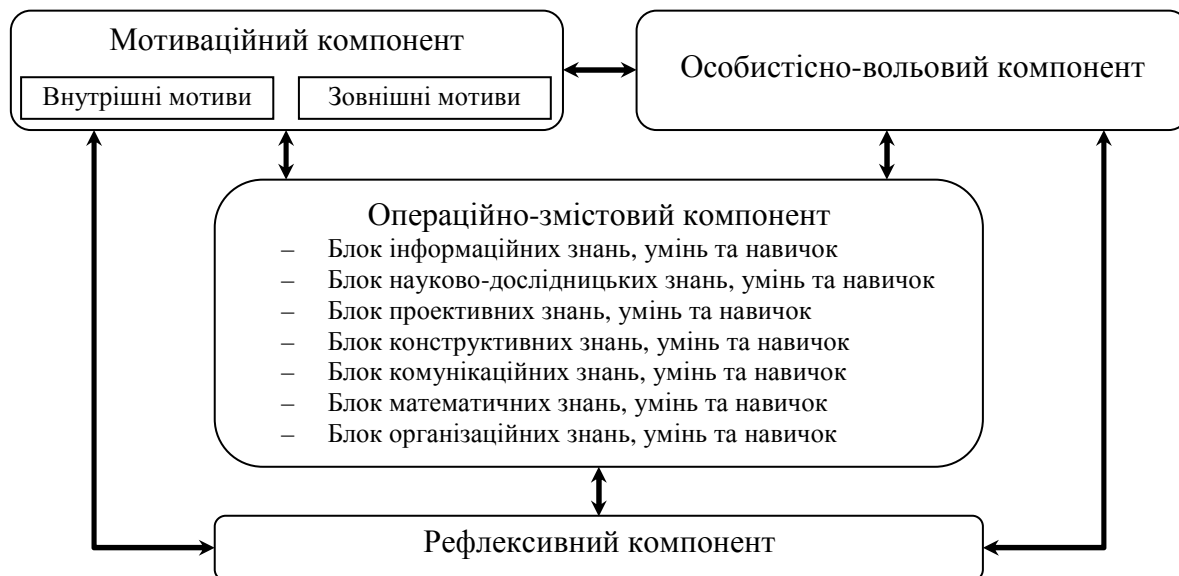 Мотиваційний компонент
Внутрішні мотиви
Зовнішні мотиви
Особистісно-вольовий компонент
Операційно-змістовий компонент
– Блок інформаційних знань, умінь та навичок
– Блок науково-дослідницьких знань, умінь та навичок
– Блок проективних знань, умінь та навичок
– Блок конструктивних знань, умінь та навичок
– Блок комунікаційних знань, умінь та навичок
– Блок математичних знань, умінь та навичок
– Блок організаційних знань, умінь та навичок
Рефлексивний компонент